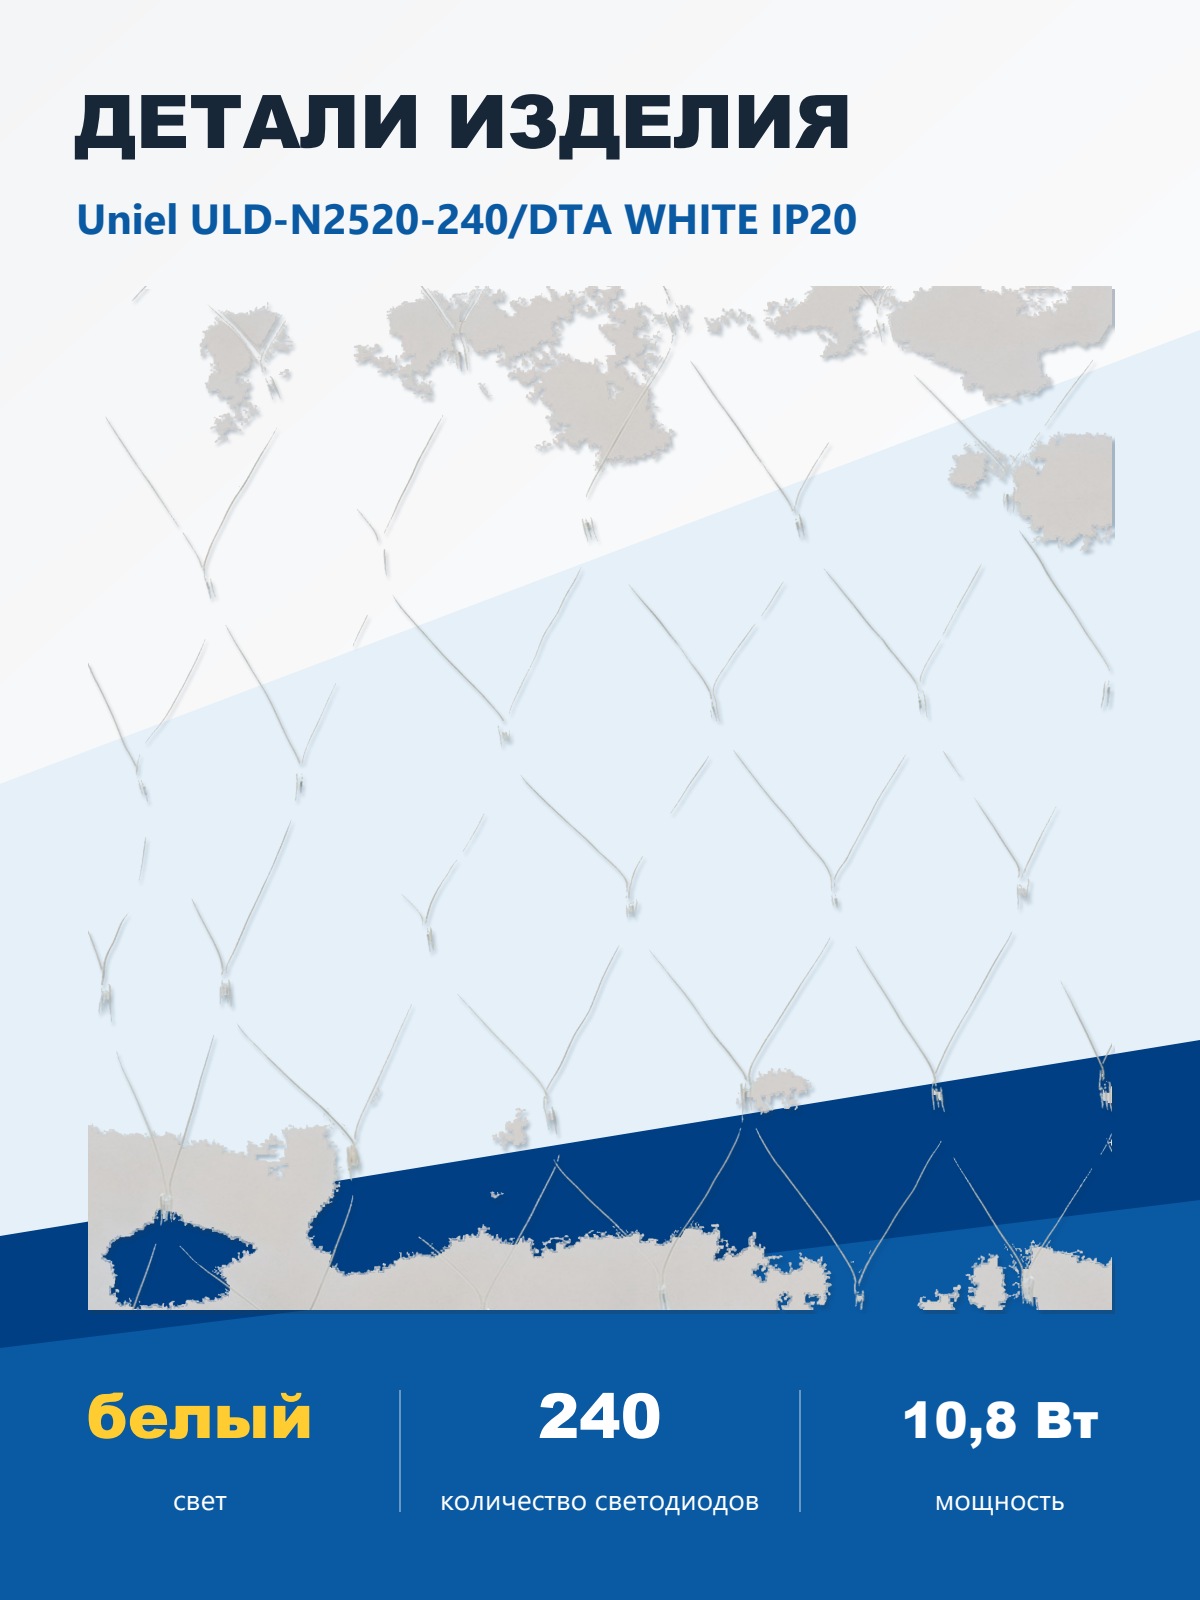 ДЕТАЛИ ИЗДЕЛИЯ
Uniel ULD-N2520-240/DTA WHITE IP20
белый
свет
240
количество светодиодов
10,8 Вт
мощность